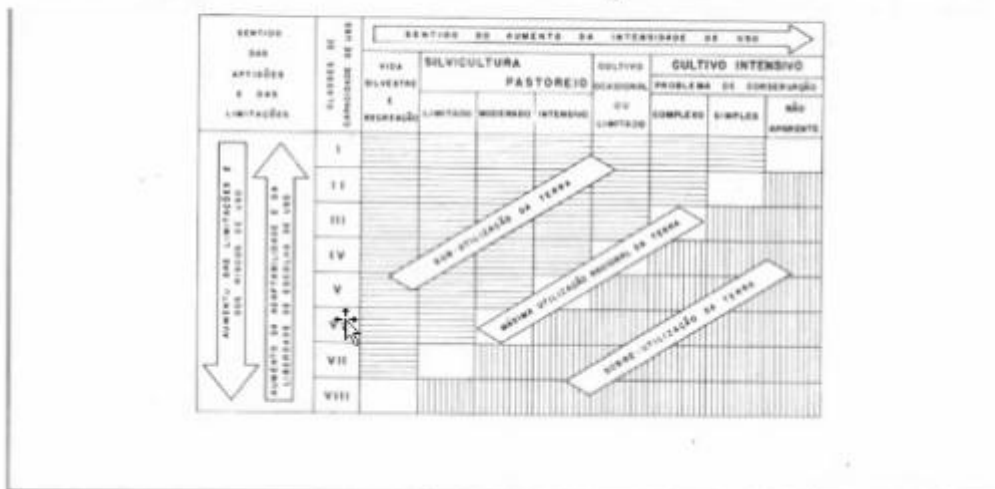 SENTIDO
DAS
APTIDÕES
E DAS
LIMITAÇÕES
CLASSES DE
CAPACIDADE DE USO
SENTIDO DO AUMENTO DA INTENSIDADE DE USO
VIDA
SILVESTRE
E
RECREAÇÃO
SILVICULTURA
PASTOREIO
LIMITADO MODERADO INTENSIVO
CULTIVO
OCASIONAL
OU
LIMITADO
CULTIVO INTENSIVO
PROBLEMA DE CONSERVAÇÃO
COMPLEXO SIMPLES NÃO
APARENTE
AUMENTO DAS LIMITAÇÕES E
DOS RISCOS DE USO
AUMENTO DA ADAPTABILIDADE E DA
LIBERDADE DE ESCOLHA DE USO
I
II
III
IV
V
VII
VIII
SUB-UTILIZAÇÃO DA TERRA
MÁXIMA UTILIZAÇÃO RACIONAL DA TERRA
SOBRE-UTILIZAÇÃO DA TERRA